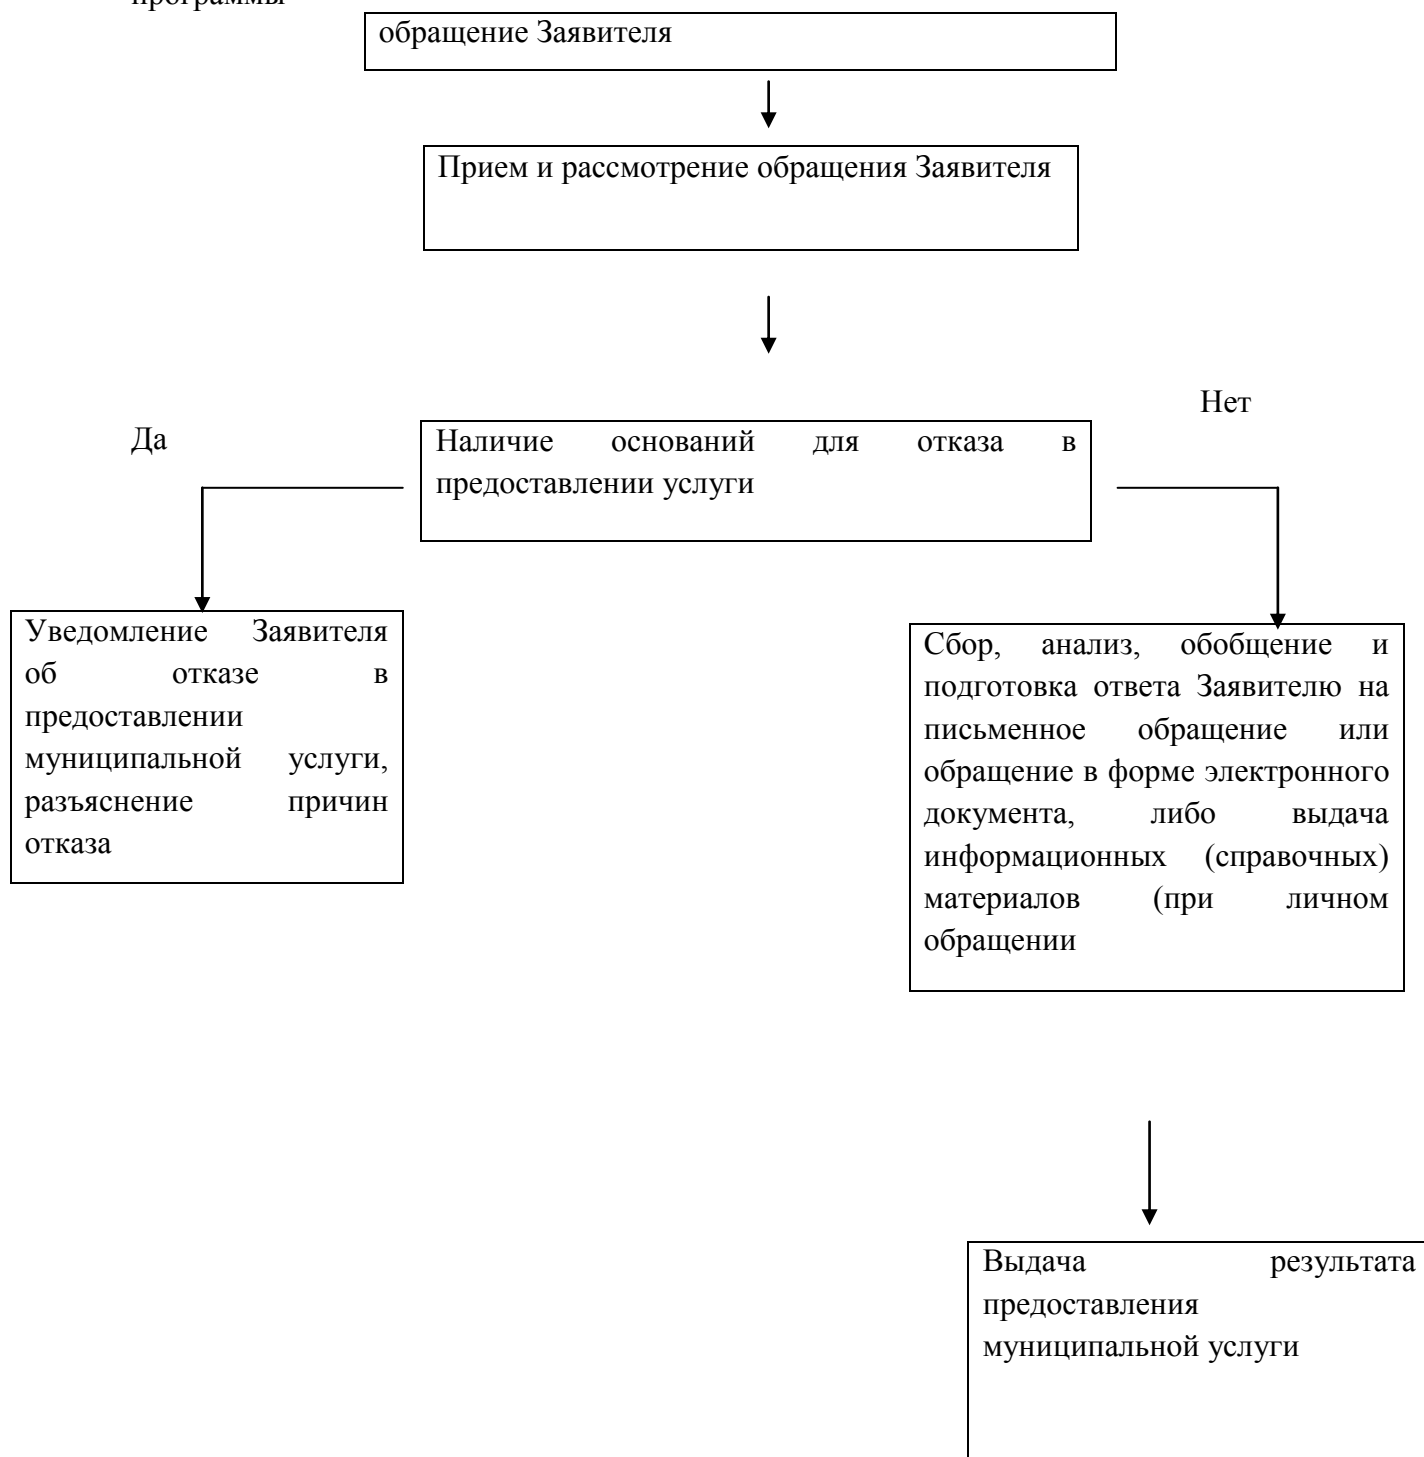 программы
обращение Заявителя
Прием и рассмотрение обращения Заявителя
Нет
Да
Наличие оснований для отказа в
предоставлении услуги
Уведомление Заявителя
об отказе в
предоставлении
муниципальной услуги,
разъяснение причин
отказа
Сбор, анализ, обобщение и
подготовка ответа Заявителю на
письменное обращение или
обращение в форме электронного
документа, либо выдача
информационных (справочных)
материалов (при личном
обращении
Выдача результата
предоставления
муниципальной услуги